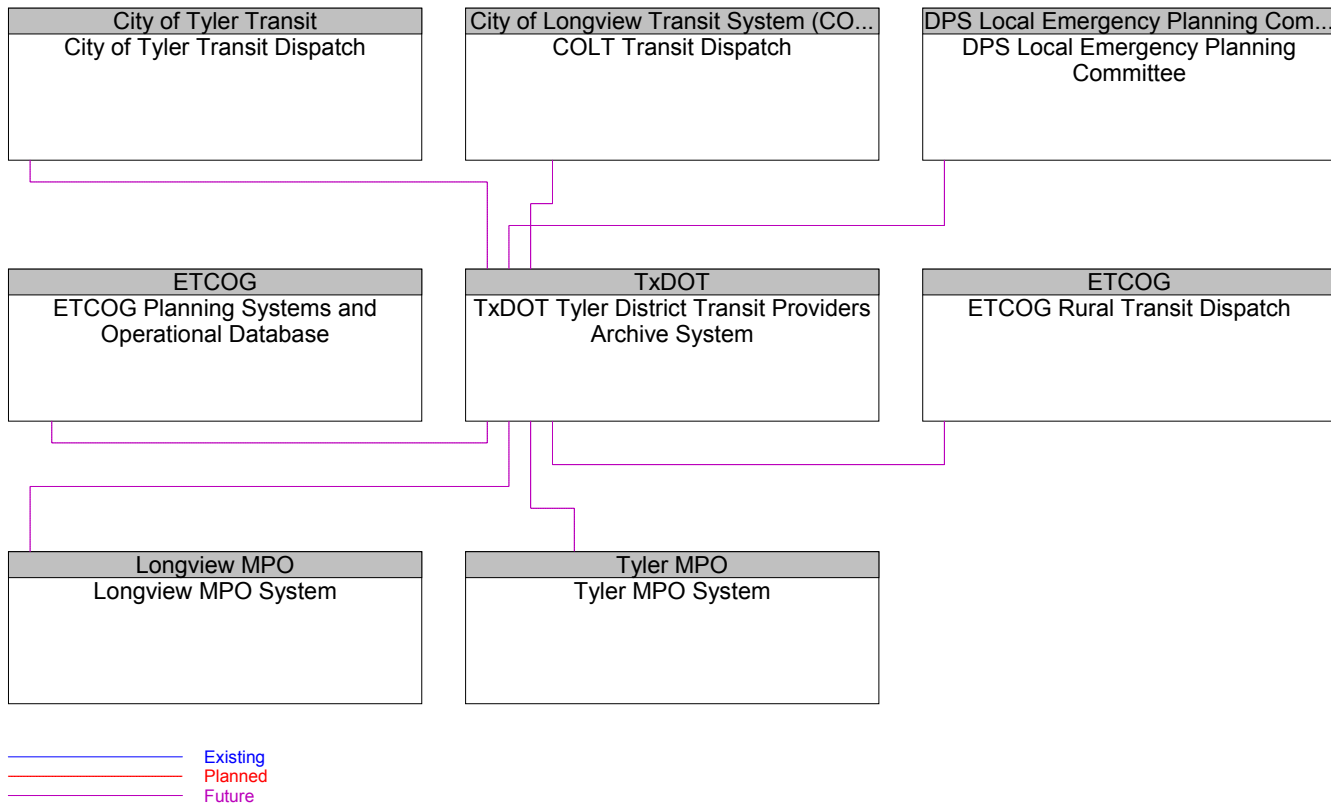 City of Tyler Transit
City of Tyler Transit Dispatch
City of Longview Transit System (CO...
COLT Transit Dispatch
DPS Local Emergency Planning Com...
DPS Local Emergency Planning
Committee
ETCOG
ETCOG Planning Systems and
Operational Database
TxDOT
TxDOT Tyler District Transit Providers
Archive System
ETCOG
ETCOG Rural Transit Dispatch
Longview MPO
Longview MPO System
Tyler MPO
Tyler MPO System
Existing
Planned
Future